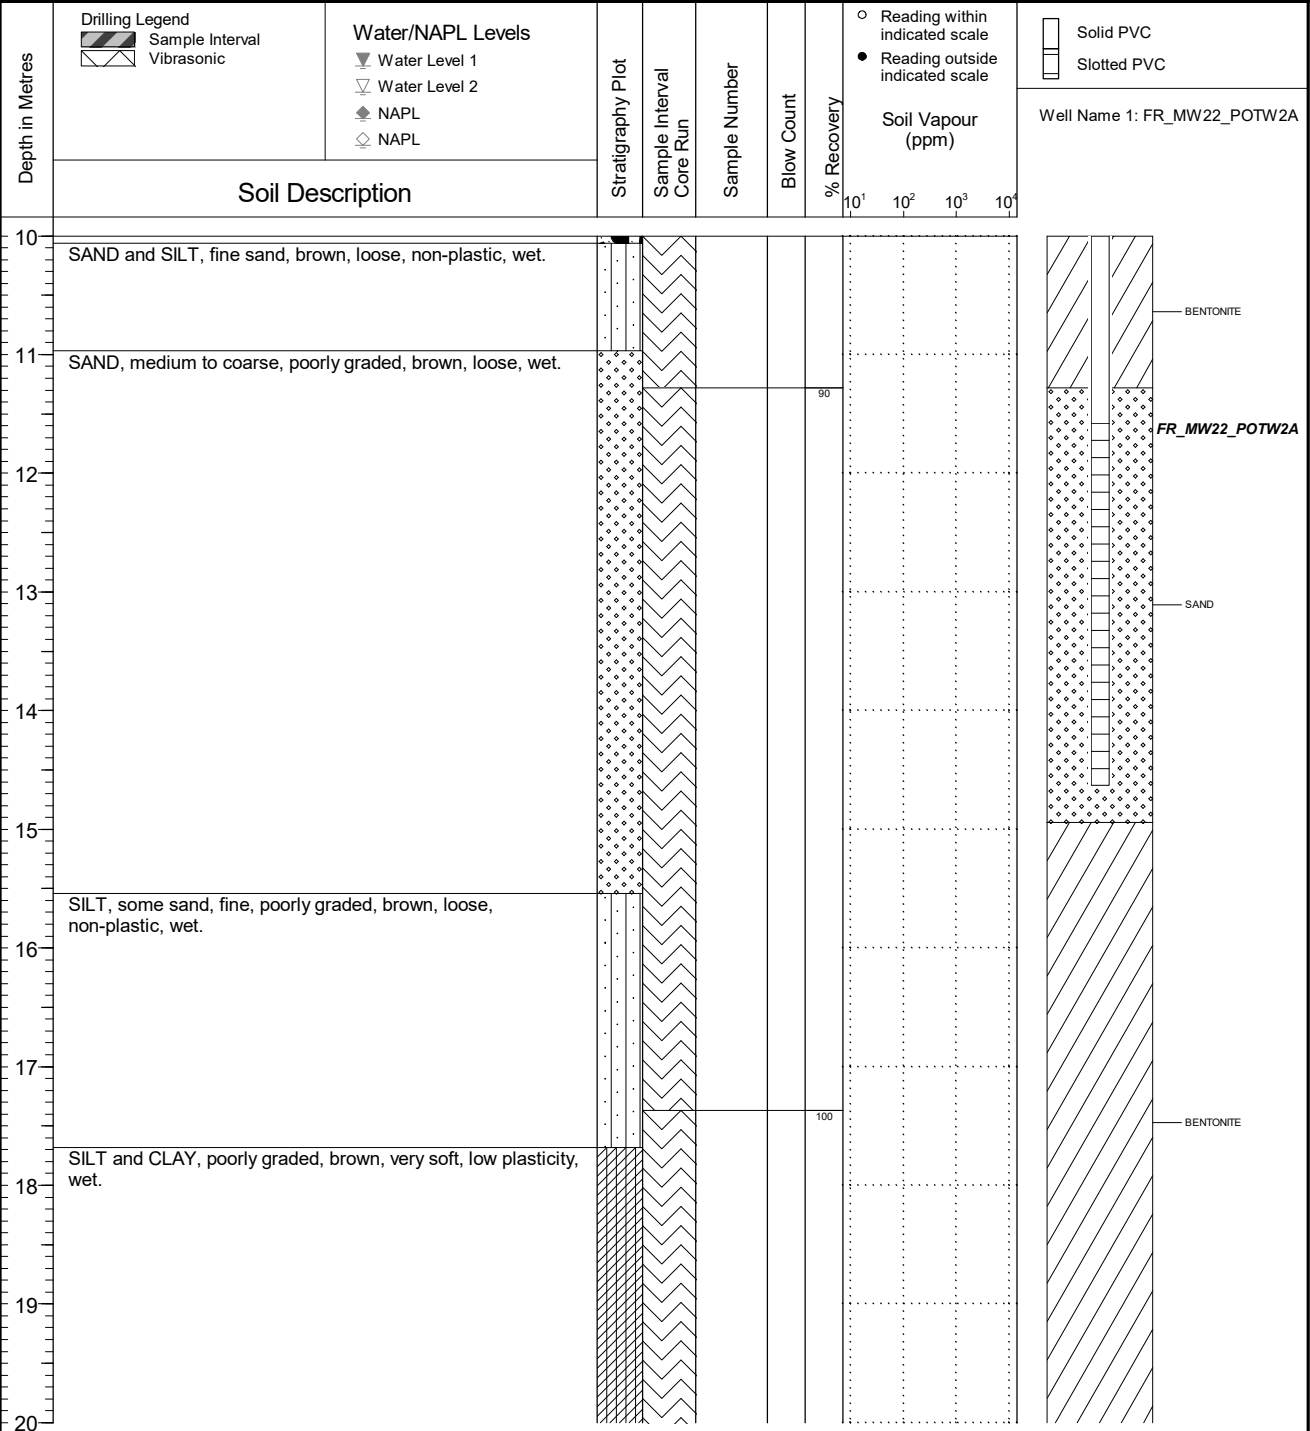 Drilling Legend
Sample Interval
Vibrasonic
Water/NAPL Levels
Water Level 1
Water Level 2
NAPL
NAPL
Depth in Metres
Soil Description
Stratigraphy Plot
Sample Interval
Core Run
Sample Number
Blow Count
% Recovery
Reading within
indicated scale
Reading outside
indicated scale
Soil Vapour
(ppm)
10¹ 10² 10³ 10⁴
Solid PVC
Slotted PVC
Well Name 1: FR_MW22_POTW2A
10
SAND and SILT, fine sand, brown, loose, non-plastic, wet.
BENTONITE
11
SAND, medium to coarse, poorly graded, brown, loose, wet.
90
FR_MW22_POTW2A
12
13
SAND
14
15
SILT, some sand, fine, poorly graded, brown, loose,
non-plastic, wet.
16
17
100
BENTONITE
SILT and CLAY, poorly graded, brown, very soft, low plasticity,
wet.
18
19
20